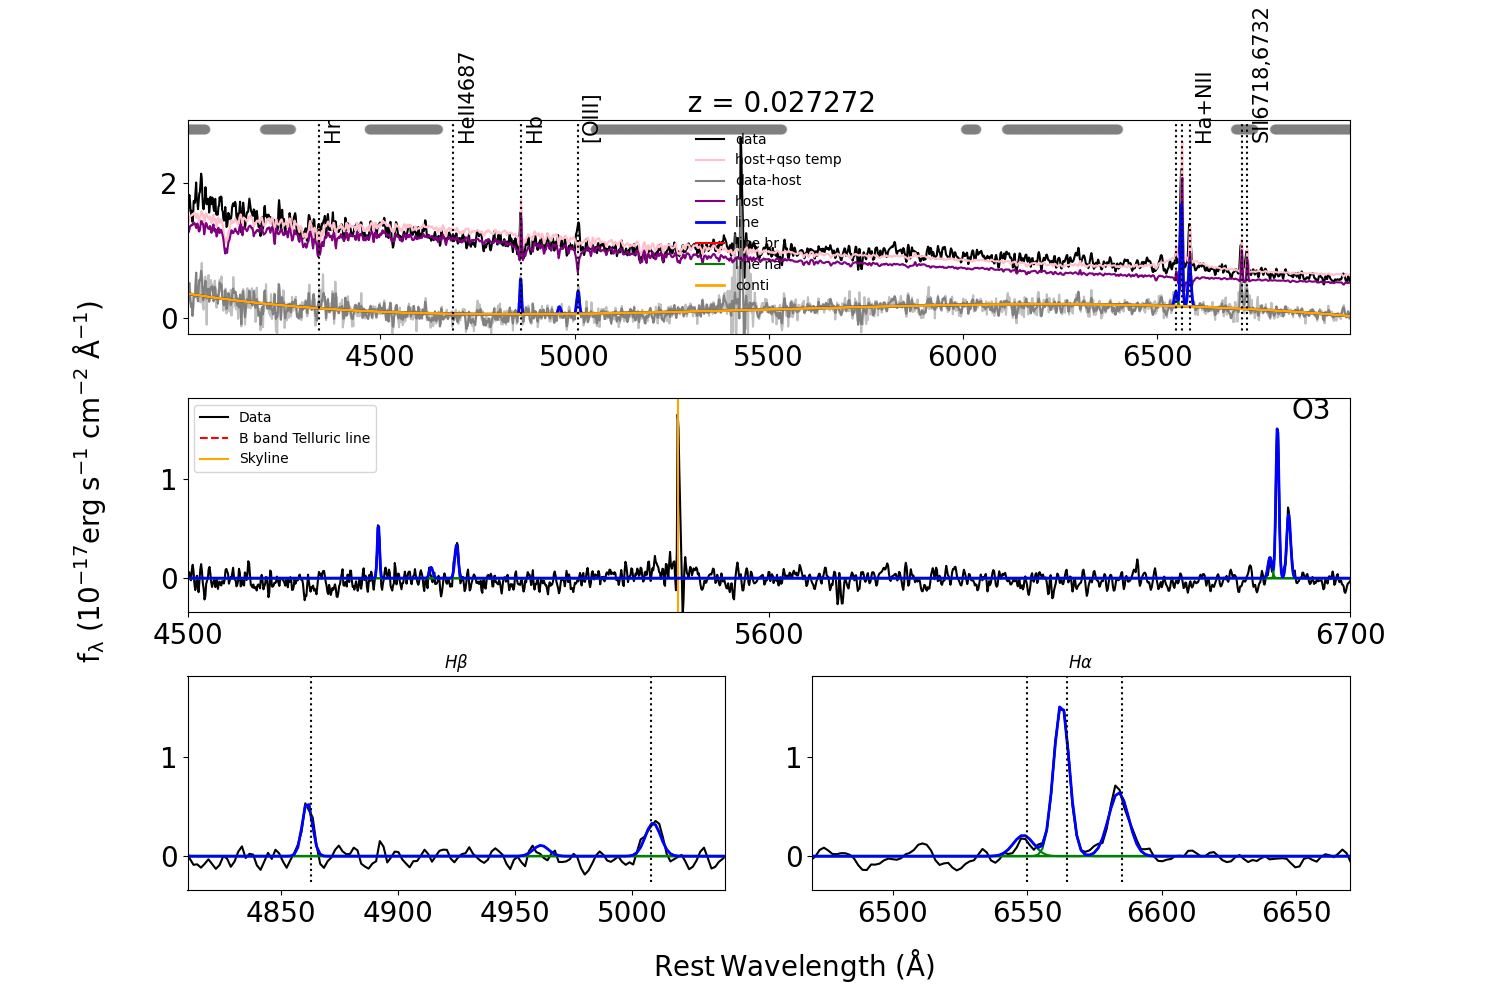 z = 0.027272
Hr
HeII4687
Hb
[OIII]
Ha+NII
SII6718,6732
data
host+qso temp
data-host
host
line
line br
line na
conti
2
0
4500
5000
5500
6000
6500
f_λ (10^{-17} erg s^{-1} cm^{-2} Å^{-1})
Data
B band Telluric line
Skyline
O3
1
0
4500
5600
6700
Hβ
1
0
4850
4900
4950
5000
Hα
1
0
6500
6550
6600
6650
Rest Wavelength (Å)